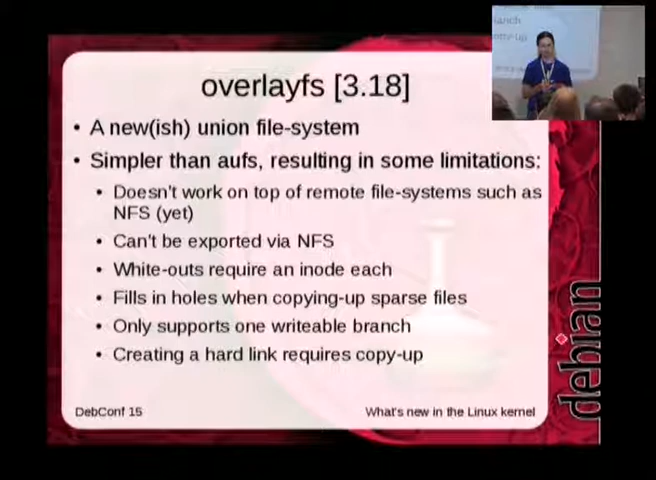 overlayfs [3.18]
• A new(ish) union file-system
• Simpler than aufs, resulting in some limitations:
• Doesn't work on top of remote file-systems such as
NFS (yet)
• Can't be exported via NFS
• White-outs require an inode each
• Fills in holes when copying-up sparse files
• Only supports one writeable branch
• Creating a hard link requires copy-up
DebConf 15
What's new in the Linux kernel
debian